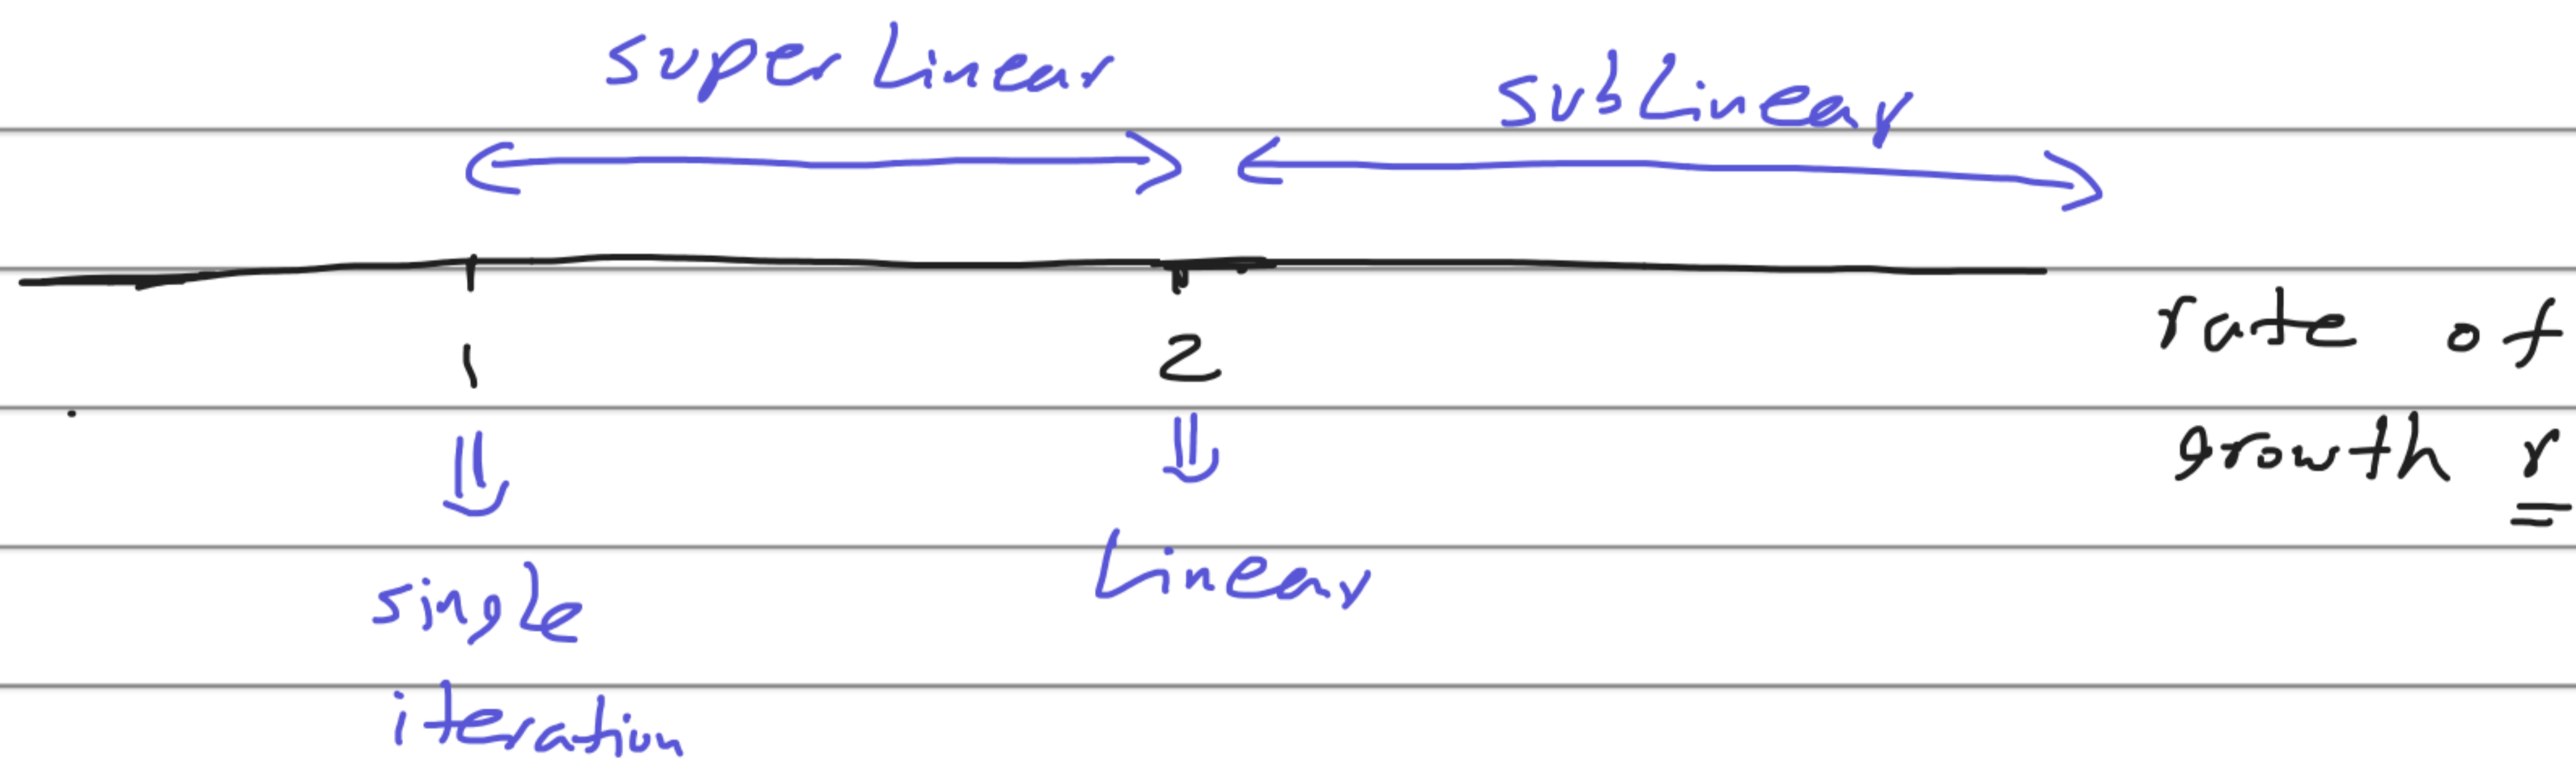 super Linear
subLinear
1
2
rate of
growth r
single
iteration
Linear